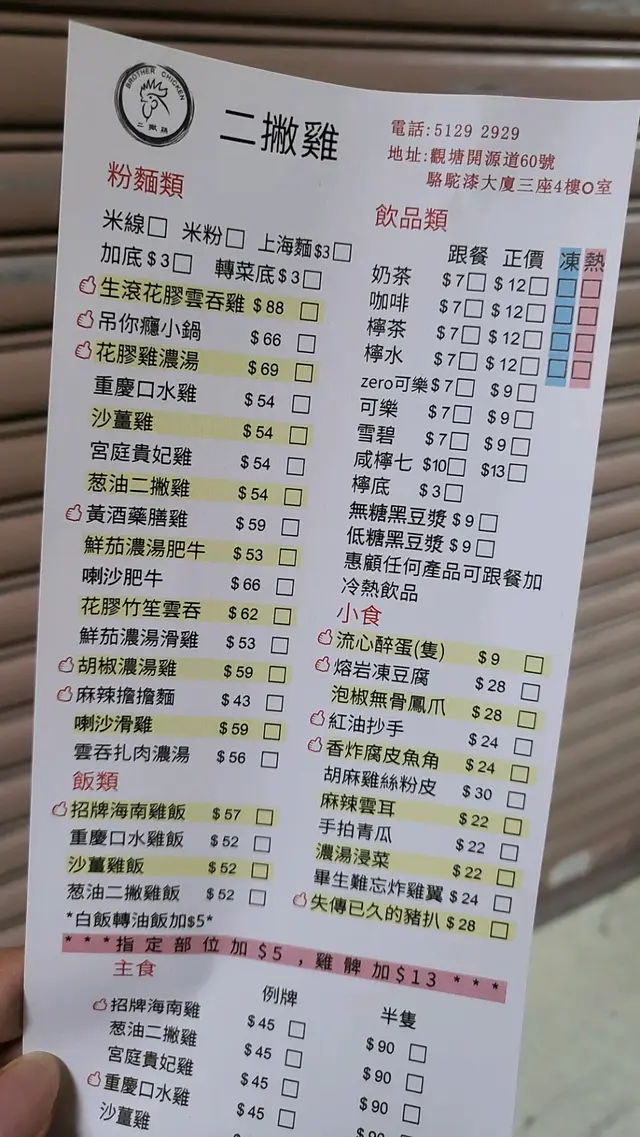 BROTHER CHICKEN
二撇雞
二撇雞
電話:5129 2929
地址:觀塘開源道60號
駱駝漆大廈三座4樓O室
粉麵類
米線 米粉 上海麵$3
加底$3 轉菜底$3
生滾花膠雲吞雞 $88
吊你癮小鍋 $66
花膠雞濃湯 $69
重慶口水雞 $54
沙薑雞 $54
宮庭貴妃雞 $54
葱油二撇雞 $54
黃酒藥膳雞 $59
鮮茄濃湯肥牛 $53
喇沙肥牛 $66
花膠竹笙雲吞 $62
鮮茄濃湯滑雞 $53
胡椒濃湯雞 $59
麻辣擔擔麵 $43
喇沙滑雞 $59
雲吞扎肉濃湯 $56
飯類
招牌海南雞飯 $57
重慶口水雞飯 $52
沙薑雞飯 $52
葱油二撇雞飯 $52
*白飯轉油飯加$5*
飲品類
跟餐 正價 凍 熱
奶茶 $7 $12
咖啡 $7 $12
檸茶 $7 $12
檸水 $7 $12
zero可樂 $7 $9
可樂 $7 $9
雪碧 $7 $9
咸檸七 $10 $13
檸底 $3
無糖黑豆漿 $9
低糖黑豆漿 $9
惠顧任何產品可跟餐加
冷熱飲品
小食
流心醉蛋(隻) $9
熔岩凍豆腐 $28
泡椒無骨鳳爪 $28
紅油抄手 $24
香炸腐皮魚角 $24
胡麻雞絲粉皮 $30
麻辣雲耳 $22
手拍青瓜 $22
濃湯浸菜 $22
畢生難忘炸雞翼 $24
失傳已久的豬扒 $28
***指定部位加$5,雞髀加$13***
主食
例牌 半隻
招牌海南雞 $45 $90
葱油二撇雞 $45 $90
宮庭貴妃雞 $45 $90
重慶口水雞 $45
沙薑雞